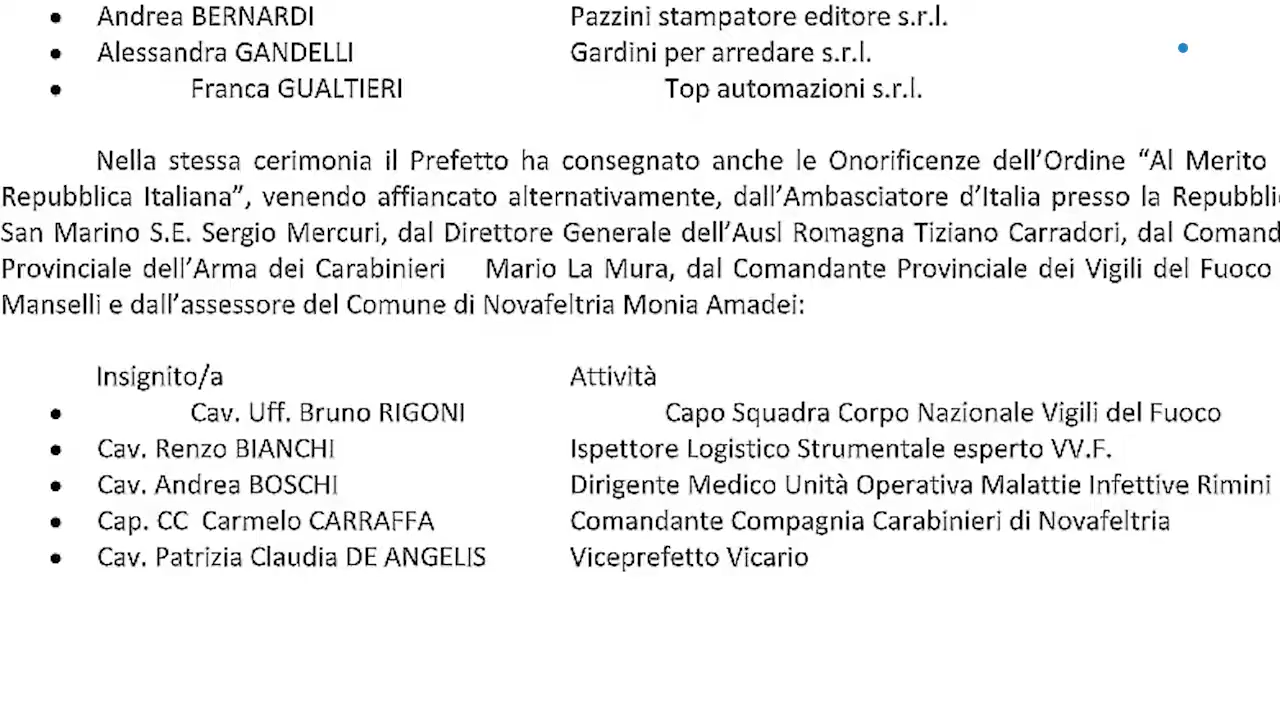 • Andrea BERNARDI Pazzini stampatore editore s.r.l.
• Alessandra GANDELLI Gardini per arredare s.r.l.
• Franca GUALTIERI Top automazioni s.r.l.
Nella stessa cerimonia il Prefetto ha consegnato anche le Onorificenze dell’Ordine “Al Merito
Repubblica Italiana”, venendo affiancato alternativamente, dall’Ambasciatore d’Italia presso la
San Marino S.E. Sergio Mercuri, dal Direttore Generale dell’Ausl Romagna Tiziano Carradori, dal
Provinciale dell’Arma dei Carabinieri Mario La Mura, dal Comandante Provinciale dei Vigili del Fuoco
Manselli e dall’assessore del Comune di Novafeltria Monia Amadei:
Insignito/a Attività
• Cav. Uff. Bruno RIGONI Capo Squadra Corpo Nazionale Vigili del Fuoco
• Cav. Renzo BIANCHI Ispettore Logistico Strumentale esperto VV.F.
• Cav. Andrea BOSCHI Dirigente Medico Unità Operativa Malattie Infettive Rimini
• Cap. CC Carmelo CARRAFFA Comandante Compagnia Carabinieri di Novafeltria
• Cav. Patrizia Claudia DE ANGELIS Viceprefetto Vicario